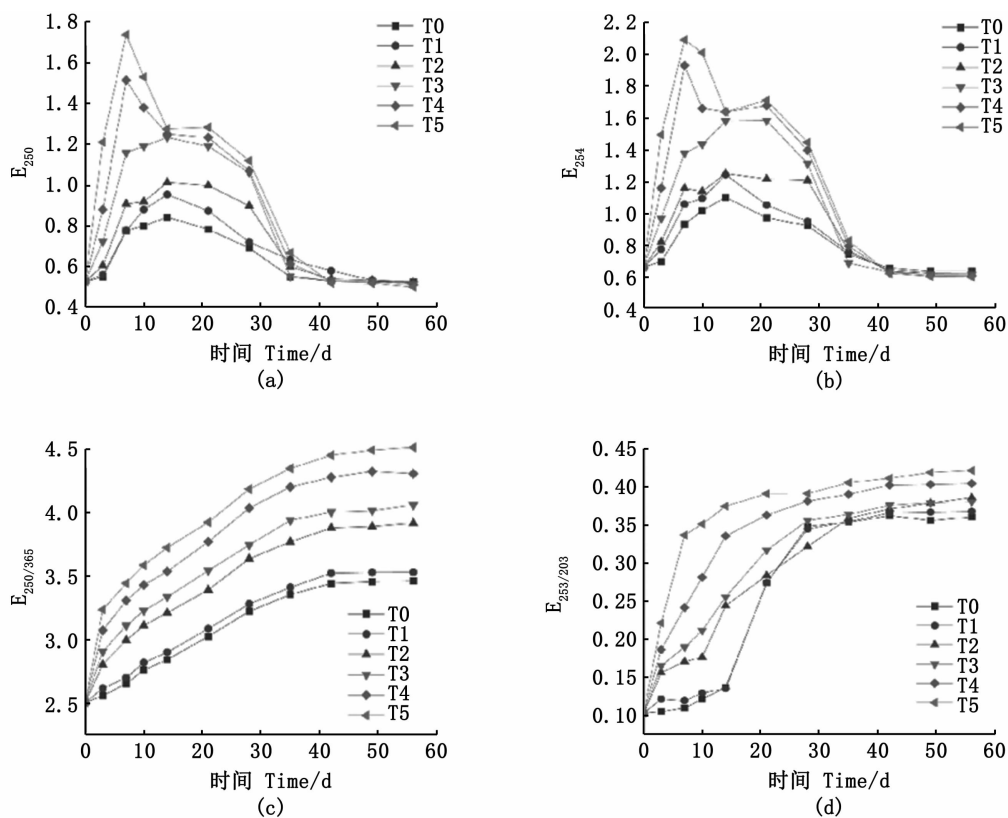 1.8
1.6
1.4
1.2
1.0
0.8
0.6
0.4
E250
0 10 20 30 40 50 60
时间 Time/d
(a)
T0
T1
T2
T3
T4
T5
2.2
2.0
1.8
1.6
1.4
1.2
1.0
0.8
0.6
0.4
E254
0 10 20 30 40 50 60
时间 Time/d
(b)
T0
T1
T2
T3
T4
T5
4.5
4.0
3.5
3.0
2.5
E250/365
0 10 20 30 40 50 60
时间 Time/d
(c)
T0
T1
T2
T3
T4
T5
0.45
0.40
0.35
0.30
0.25
0.20
0.15
0.10
E253/203
0 10 20 30 40 50 60
时间 Time/d
(d)
T0
T1
T2
T3
T4
T5